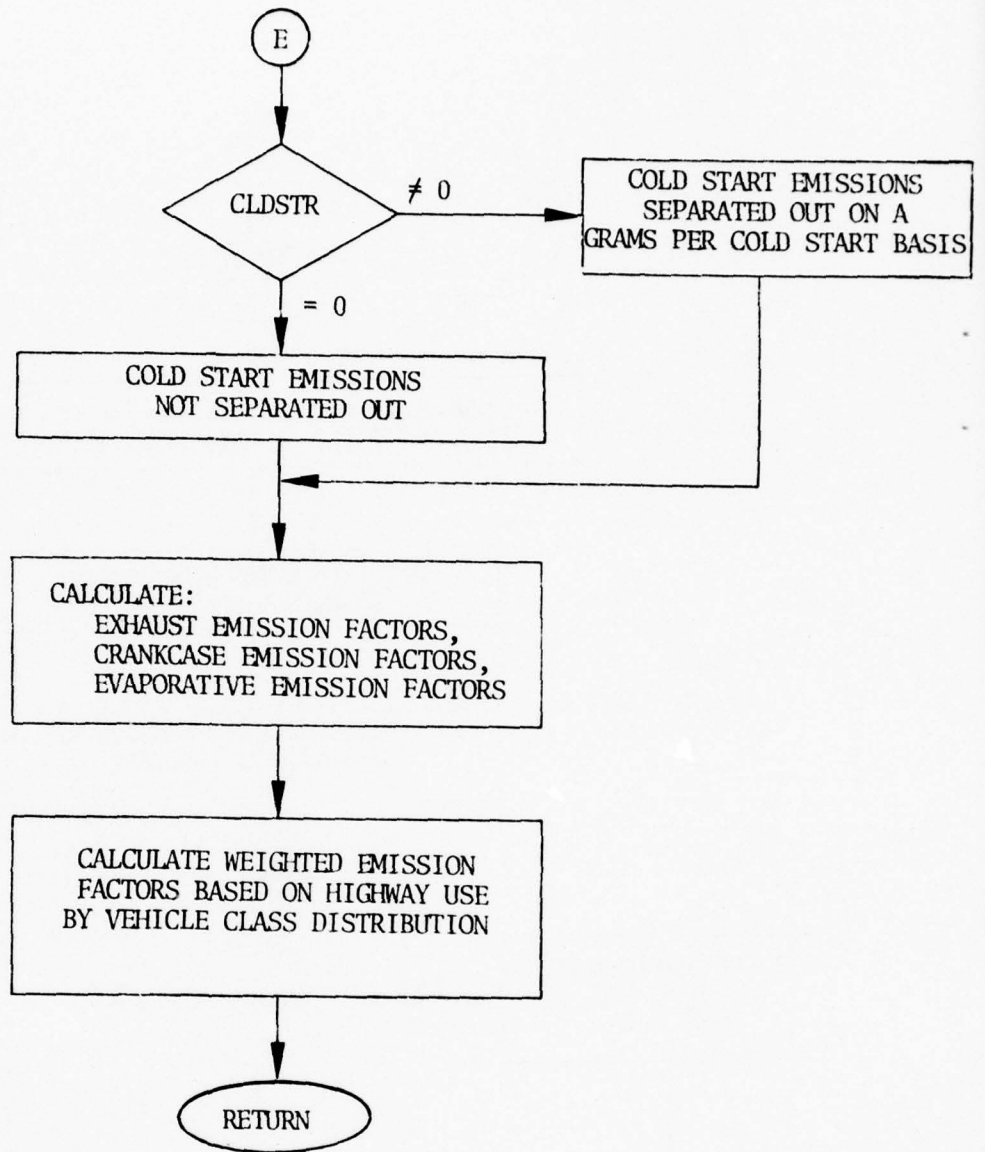 E
CLDSTR
≠ 0
COLD START EMISSIONS
SEPARATED OUT ON A
GRAMS PER COLD START BASIS
= 0
COLD START EMISSIONS
NOT SEPARATED OUT
CALCULATE:
EXHAUST EMISSION FACTORS,
CRANKCASE EMISSION FACTORS,
EVAPORATIVE EMISSION FACTORS
CALCULATE WEIGHTED EMISSION
FACTORS BASED ON HIGHWAY USE
BY VEHICLE CLASS DISTRIBUTION
RETURN